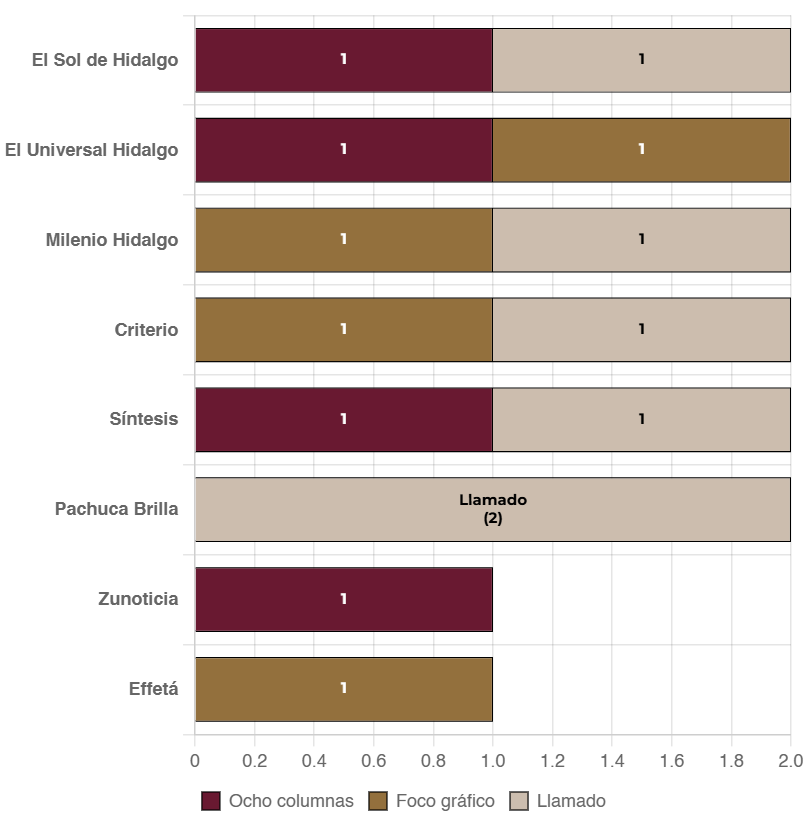 El Sol de Hidalgo 1 1
El Universal Hidalgo 1 1
Milenio Hidalgo 1 1
Criterio 1 1
Síntesis 1 1
Pachuca Brilla Llamado
(2)
Zunoticia 1
Effetá 1
0 0.2 0.4 0.6 0.8 1.0 1.2 1.4 1.6 1.8 2.0
Ocho columnas Foco gráfico Llamado